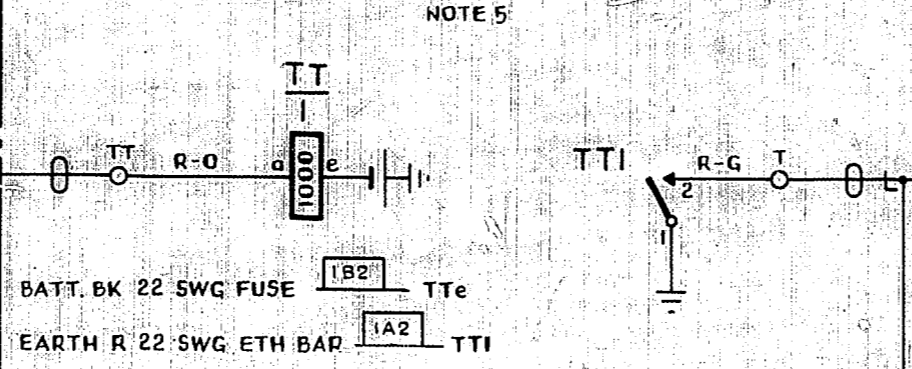 NOTE 5
TT
1
TT
R-O
a
1000
e
TT1
R-G
T
2
1
BATT. BK 22 SWG FUSE 1B2 TTe
EARTH R 22 SWG ETH BAR 1A2 TT1